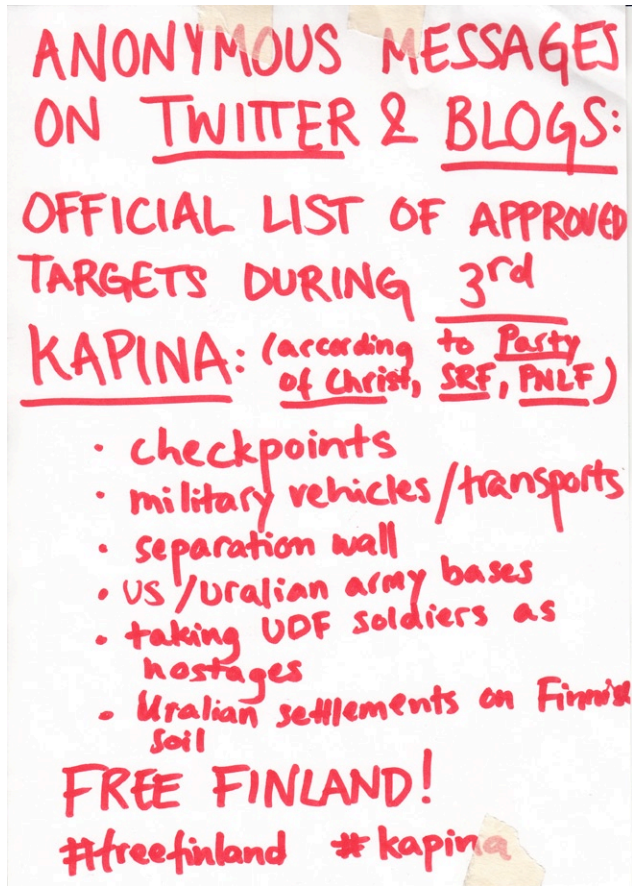 ANONYMOUS MESSAGES
ON TWITTER & BLOGS:
OFFICIAL LIST OF APPROVED
TARGETS DURING 3rd
KAPINA: (according to Party
of Christ, SRF, PNLF)
· checkpoints
· military vehicles/transports
· separation wall
· US/Uralian army bases
· taking UDF soldiers as
hostages
· Uralian settlements on Finnish
soil
FREE FINLAND!
#freefinland #kapina